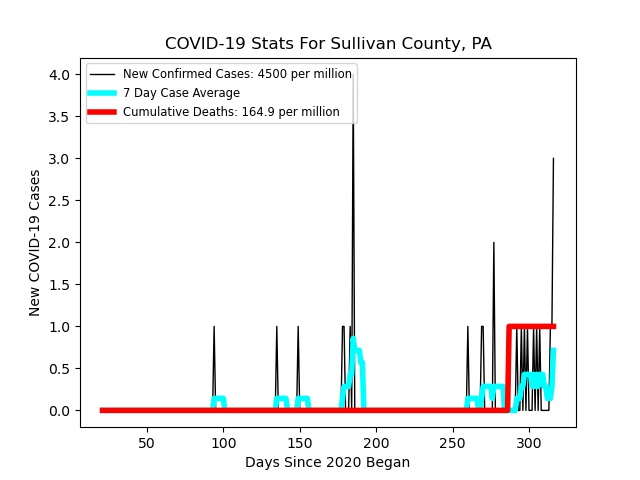 COVID-19 Stats For Sullivan County, PA
New Confirmed Cases: 4500 per million
7 Day Case Average
Cumulative Deaths: 164.9 per million
New COVID-19 Cases
4.0
3.5
3.0
2.5
2.0
1.5
1.0
0.5
0.0
50 100 150 200 250 300
Days Since 2020 Began